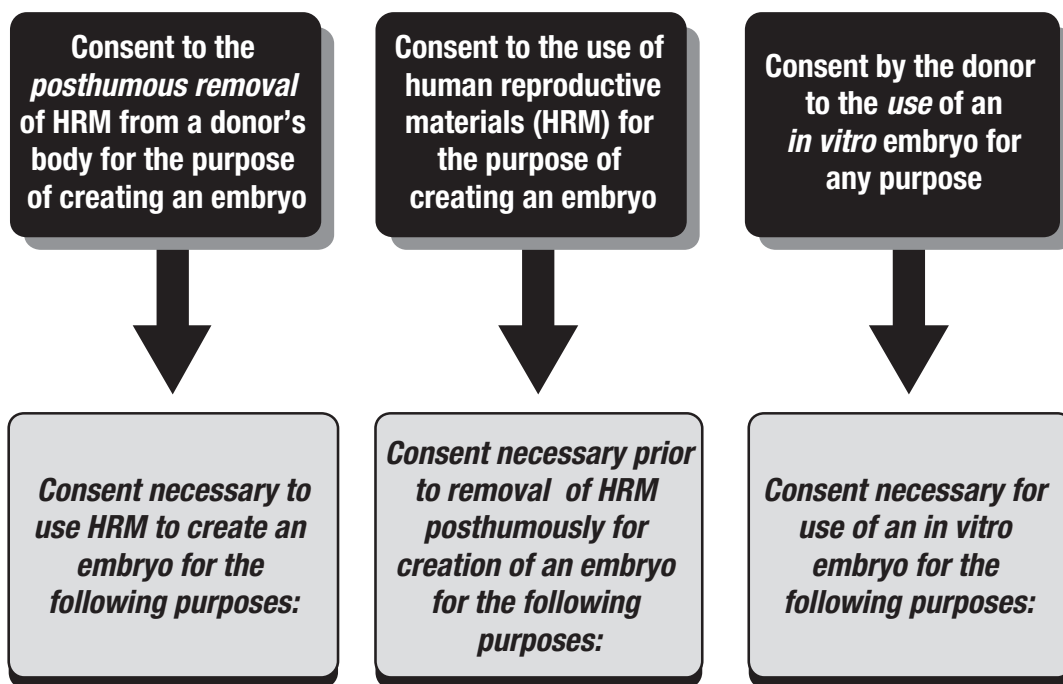 Consent to the
posthumous removal
of HRM from a donor’s
body for the purpose
of creating an embryo
Consent to the use of
human reproductive
materials (HRM) for
the purpose of
creating an embryo
Consent by the donor
to the use of an
in vitro embryo for
any purpose
Consent necessary to
use HRM to create an
embryo for the
following purposes:
Consent necessary prior
to removal of HRM
posthumously for
creation of an embryo
for the following
purposes:
Consent necessary for
use of an in vitro
embryo for the
following purposes: